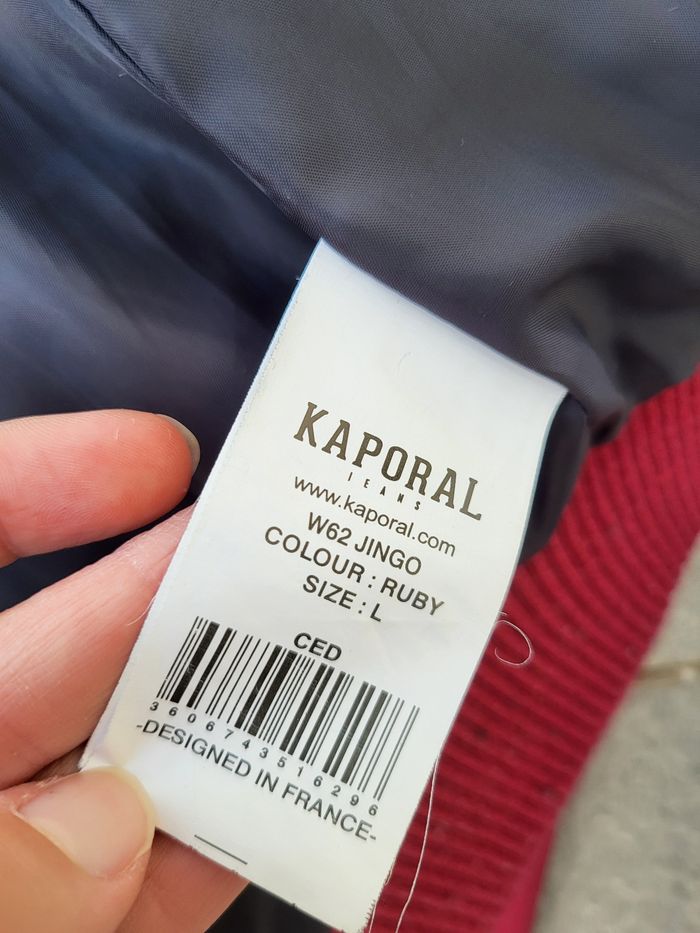 KAPORAL
JEANS
www.kaporal.com
W62 JINGO
COLOUR : RUBY
SIZE : L
CED
3606743516296
-DESIGNED IN FRANCE-